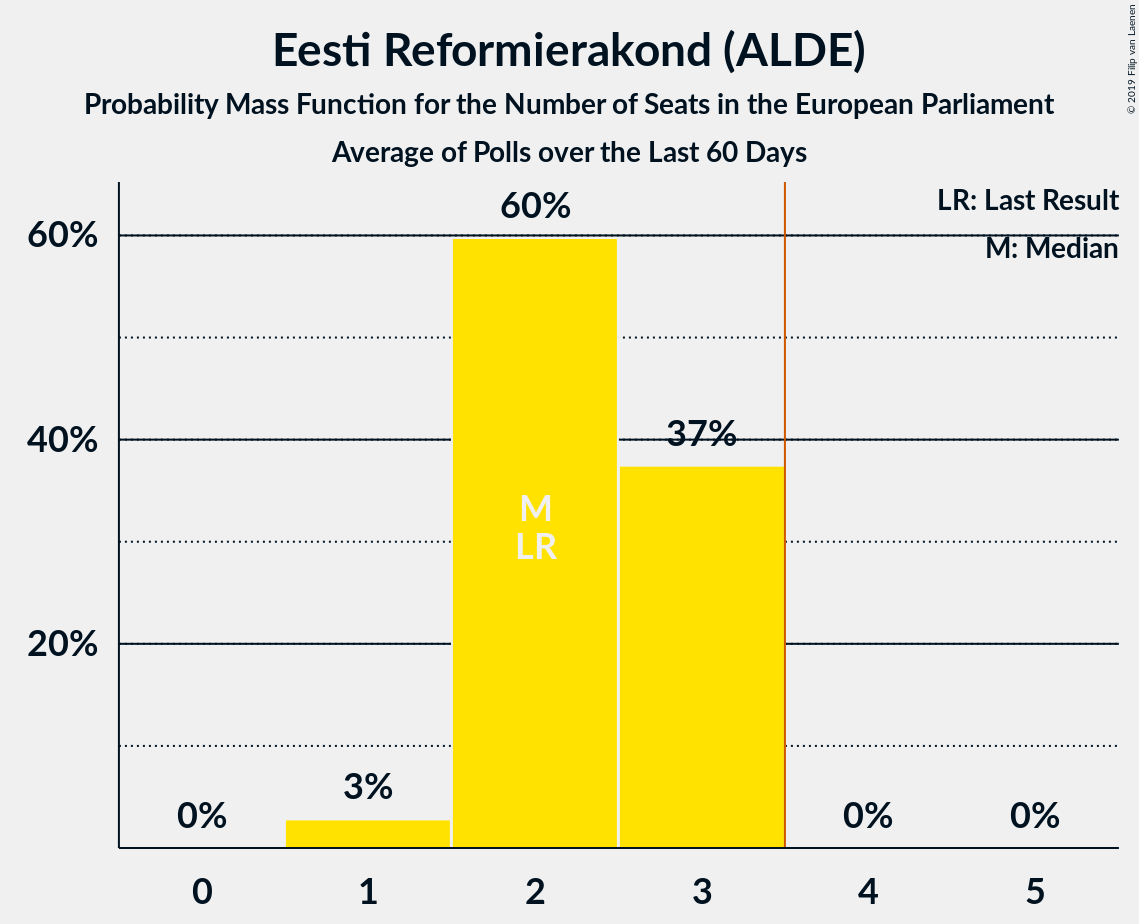 Eesti Reformierakond (ALDE)
Probability Mass Function for the Number of Seats in the European Parliament
Average of Polls over the Last 60 Days
© 2019 Filip van Laenen
LR: Last Result
M: Median
60%
40%
20%
0%
3%
60%
37%
0%
0%
M
LR
0
1
2
3
4
5